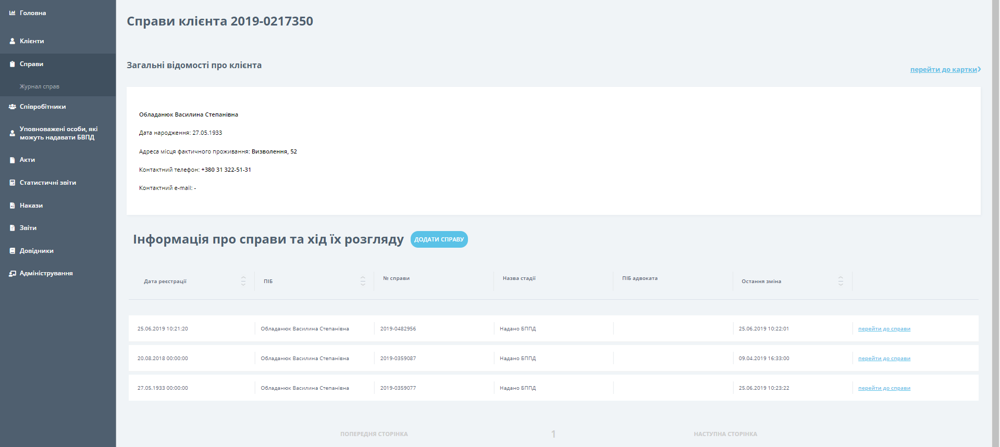 Головна
Клієнти
Справи
Журнал справ
Співробітники
Уповноважені особи, які
можуть надавати БВПД
Акти
Статистичні звіти
Накази
Звіти
Довідники
Адміністрування
Справи клієнта 2019-0217350
Загальні відомості про клієнта
перейти до картки
Обладанюк Василина Степанівна
Дата народження: 27.05.1933
Адреса місця фактичного проживання: Визволення, 52
Контактний телефон: +380 31 322-51-31
Контактний e-mail: -
Інформація про справи та хід їх розгляду ДОДАТИ СПРАВУ
Дата реєстрації ПІБ № справи Назва стадії ПІБ адвоката Остання зміна
25.06.2019 10:21:20 Обладанюк Василина Степанівна 2019-0482956 Надано БППД 25.06.2019 10:22:01 перейти до справи
20.08.2018 00:00:00 Обладанюк Василина Степанівна 2019-0359087 Надано БППД 09.04.2019 16:33:00 перейти до справи
27.05.1933 00:00:00 Обладанюк Василина Степанівна 2019-0359077 Надано БППД 25.06.2019 10:23:22 перейти до справи
ПОПЕРЕДНЯ СТОРІНКА 1 НАСТУПНА СТОРІНКА